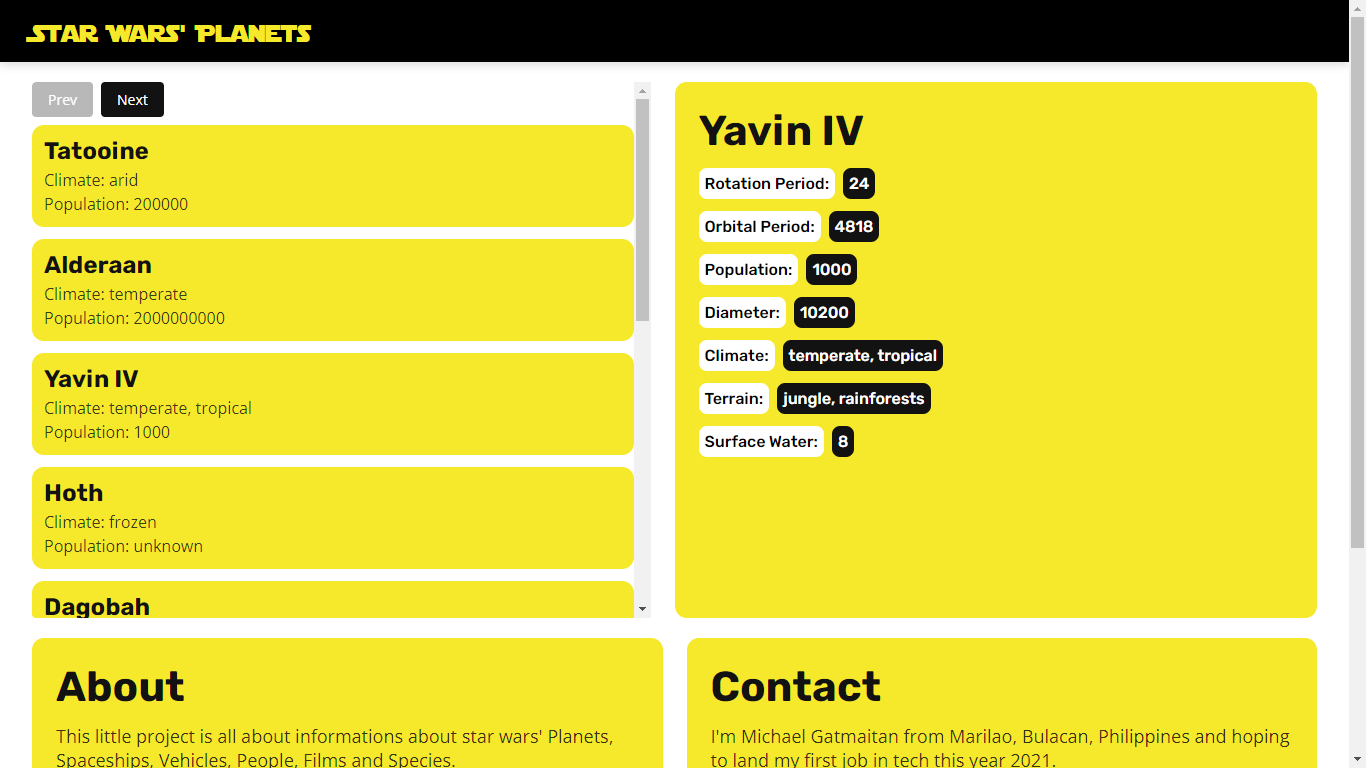 STAR WARS' PLANETS
Prev Next
Tatooine
Climate: arid
Population: 200000
Alderaan
Climate: temperate
Population: 2000000000
Yavin IV
Climate: temperate, tropical
Population: 1000
Hoth
Climate: frozen
Population: unknown
Dagobah
Yavin IV
Rotation Period: 24
Orbital Period: 4818
Population: 1000
Diameter: 10200
Climate: temperate, tropical
Terrain: jungle, rainforests
Surface Water: 8
About
This little project is all about informations about star wars' Planets,
Spaceships, Vehicles, People, Films and Species.
Contact
I'm Michael Gatmaitan from Marilao, Bulacan, Philippines and hoping
to land my first job in tech this year 2021.